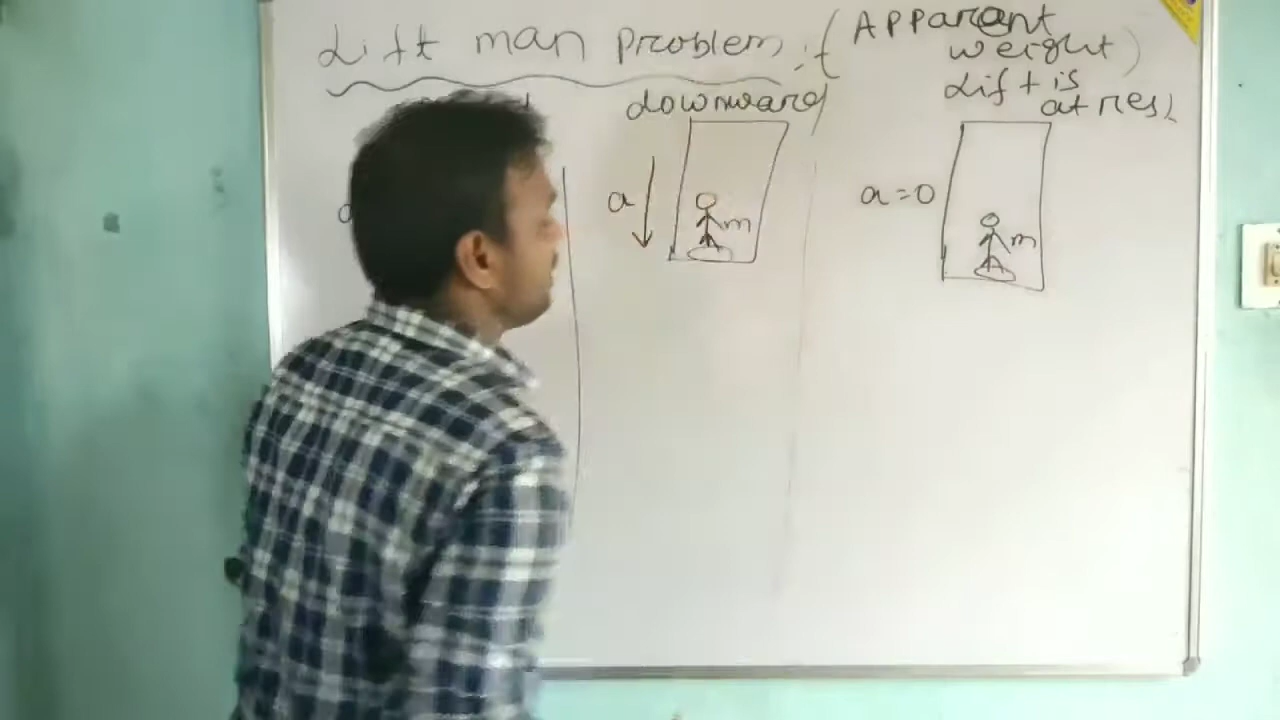 Lift man problem :- ( Apparent
weight )
downward
Lift is
at rest
a
m
a = 0
m